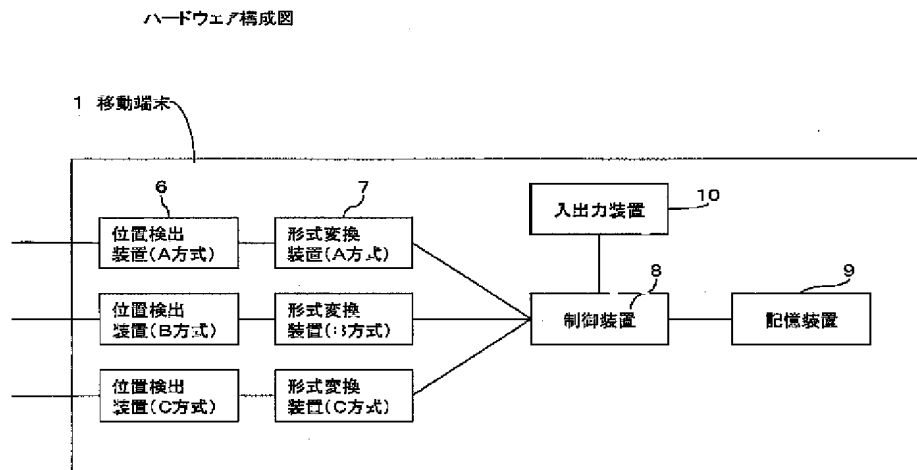 ハードウェア構成図
1 移動端末
6
7
10
位置検出
装置(A方式)
形式変換
装置(A方式)
入出力装置
8
9
位置検出
装置(B方式)
形式変換
装置(B方式)
制御装置
記憶装置
位置検出
装置(C方式)
形式変換
装置(C方式)